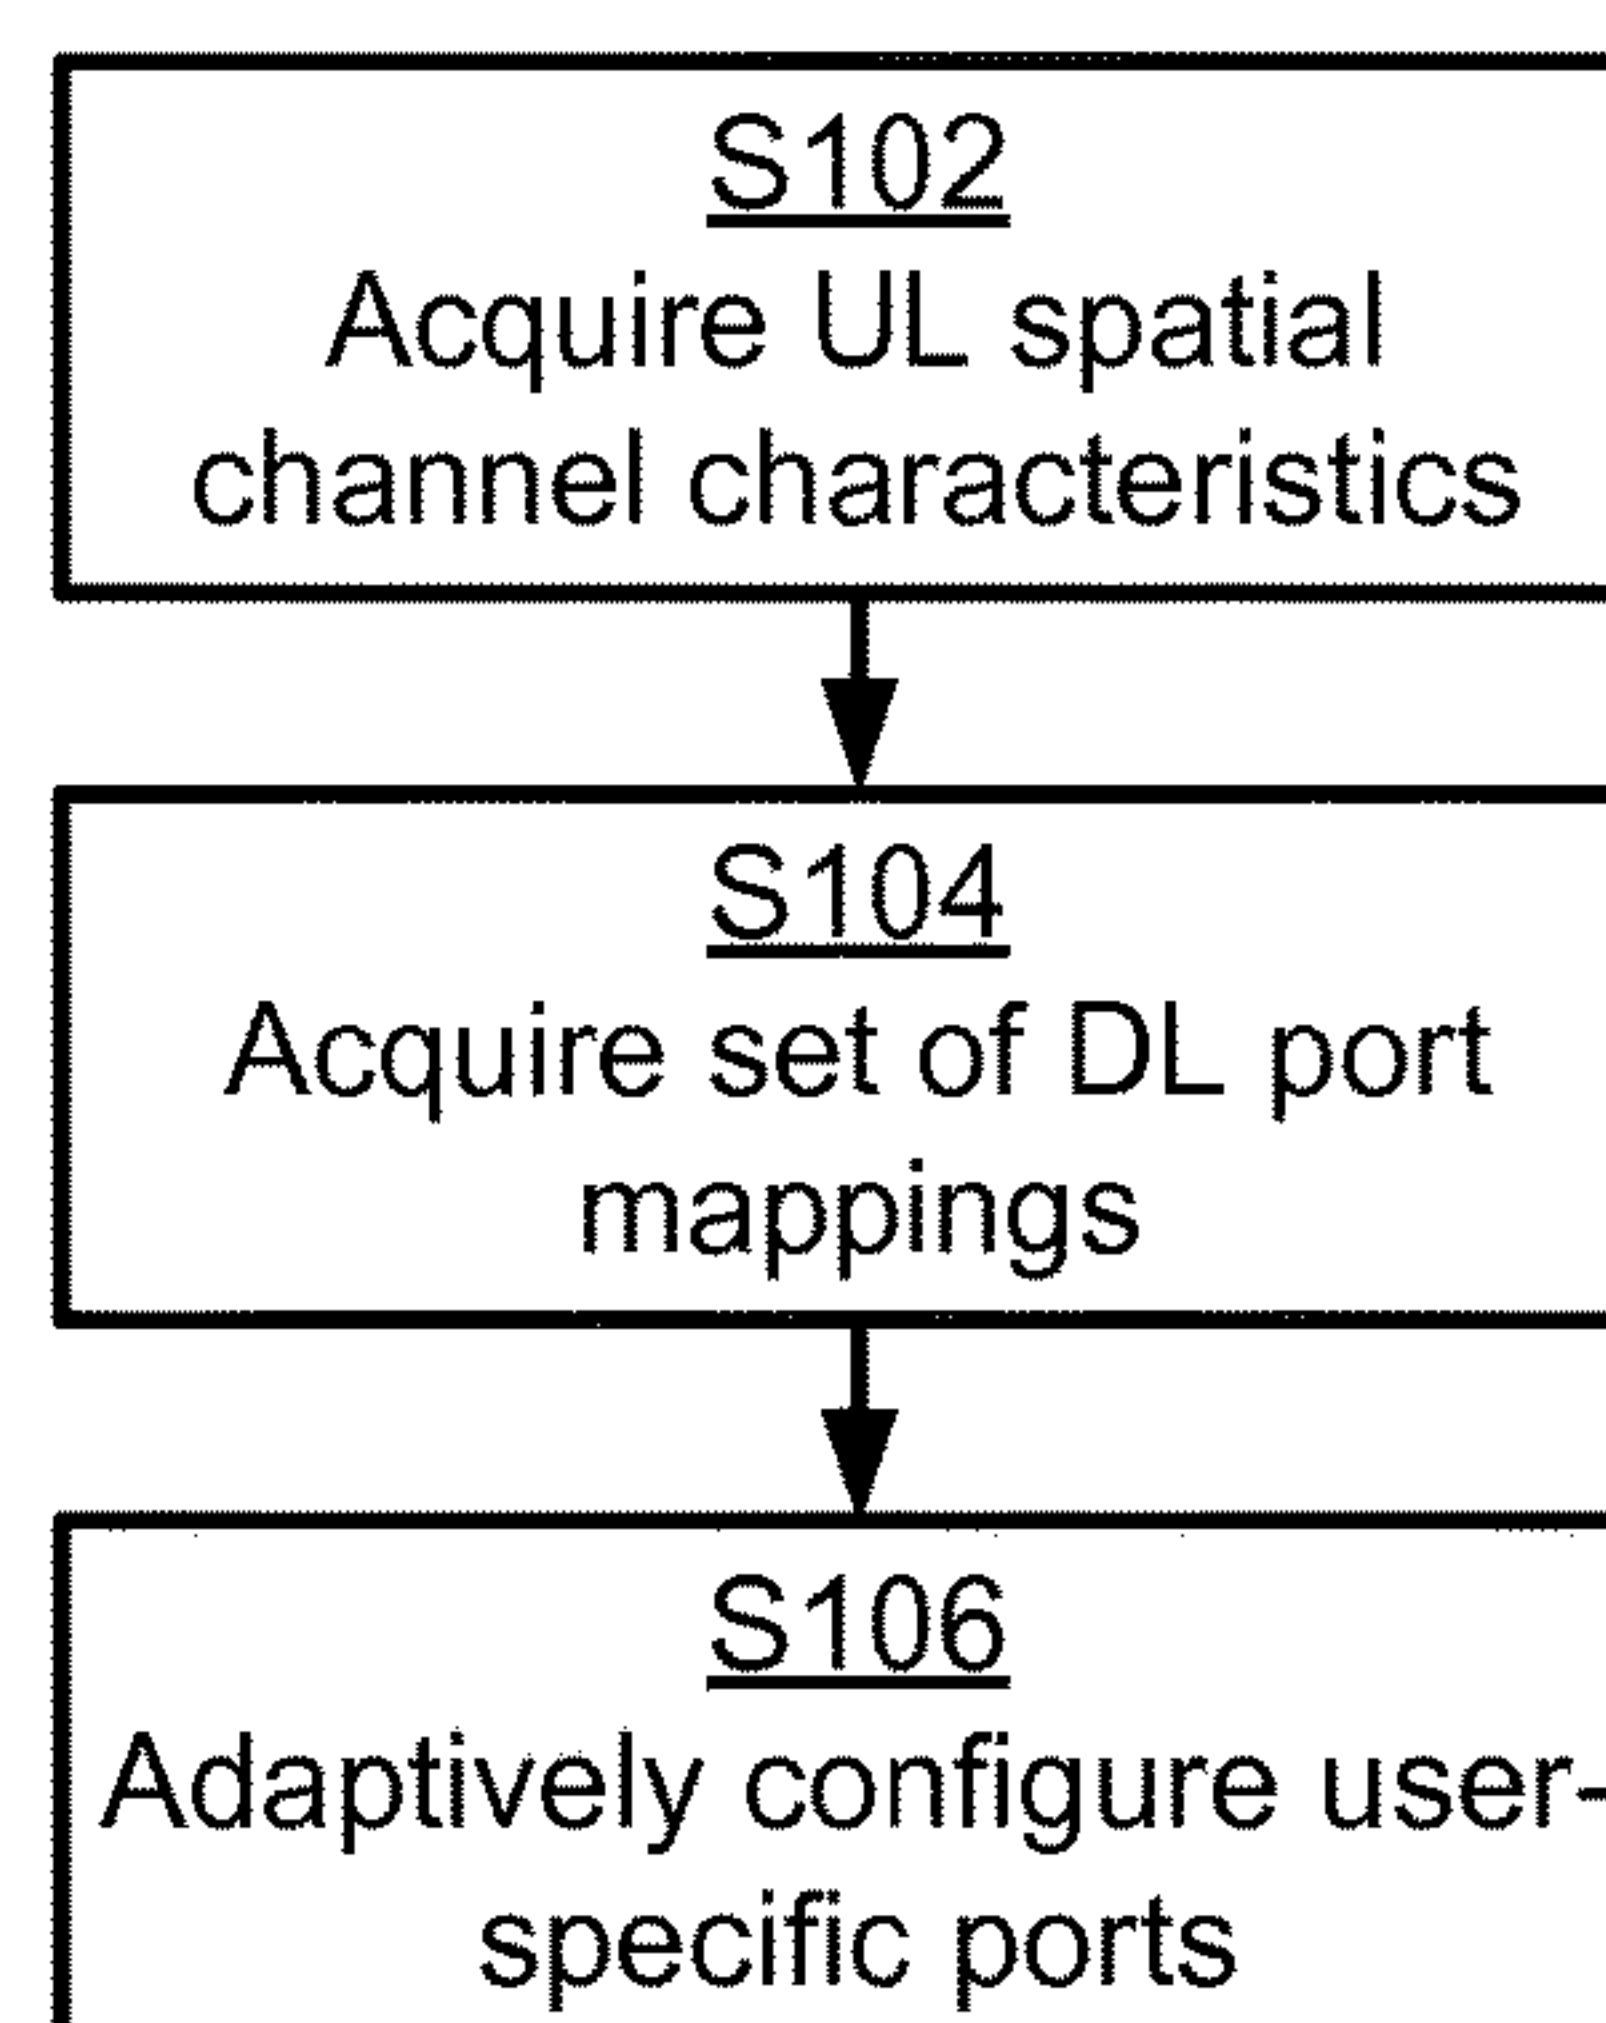 S102
Acquire UL spatial
channel characteristics
S104
Acquire set of DL port
mappings
S106
Adaptively configure user-
specific ports